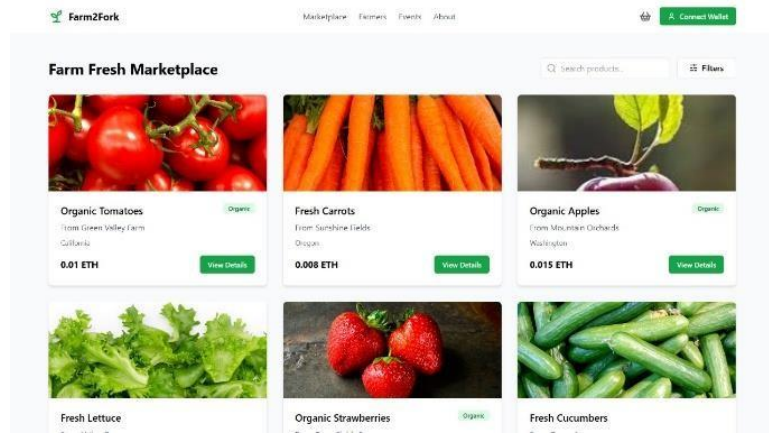 Farm2Fork
Marketplace Farmers Events About
Connect Wallet
Farm Fresh Marketplace
Search products...
Filters
Organic Tomatoes
Organic
From Green Valley Farm
California
0.01 ETH
View Details
Fresh Carrots
From Sunshine Fields
Oregon
0.008 ETH
View Details
Organic Apples
Organic
From Mountain Orchards
Washington
0.015 ETH
View Details
Fresh Lettuce
Organic Strawberries
Organic
Fresh Cucumbers